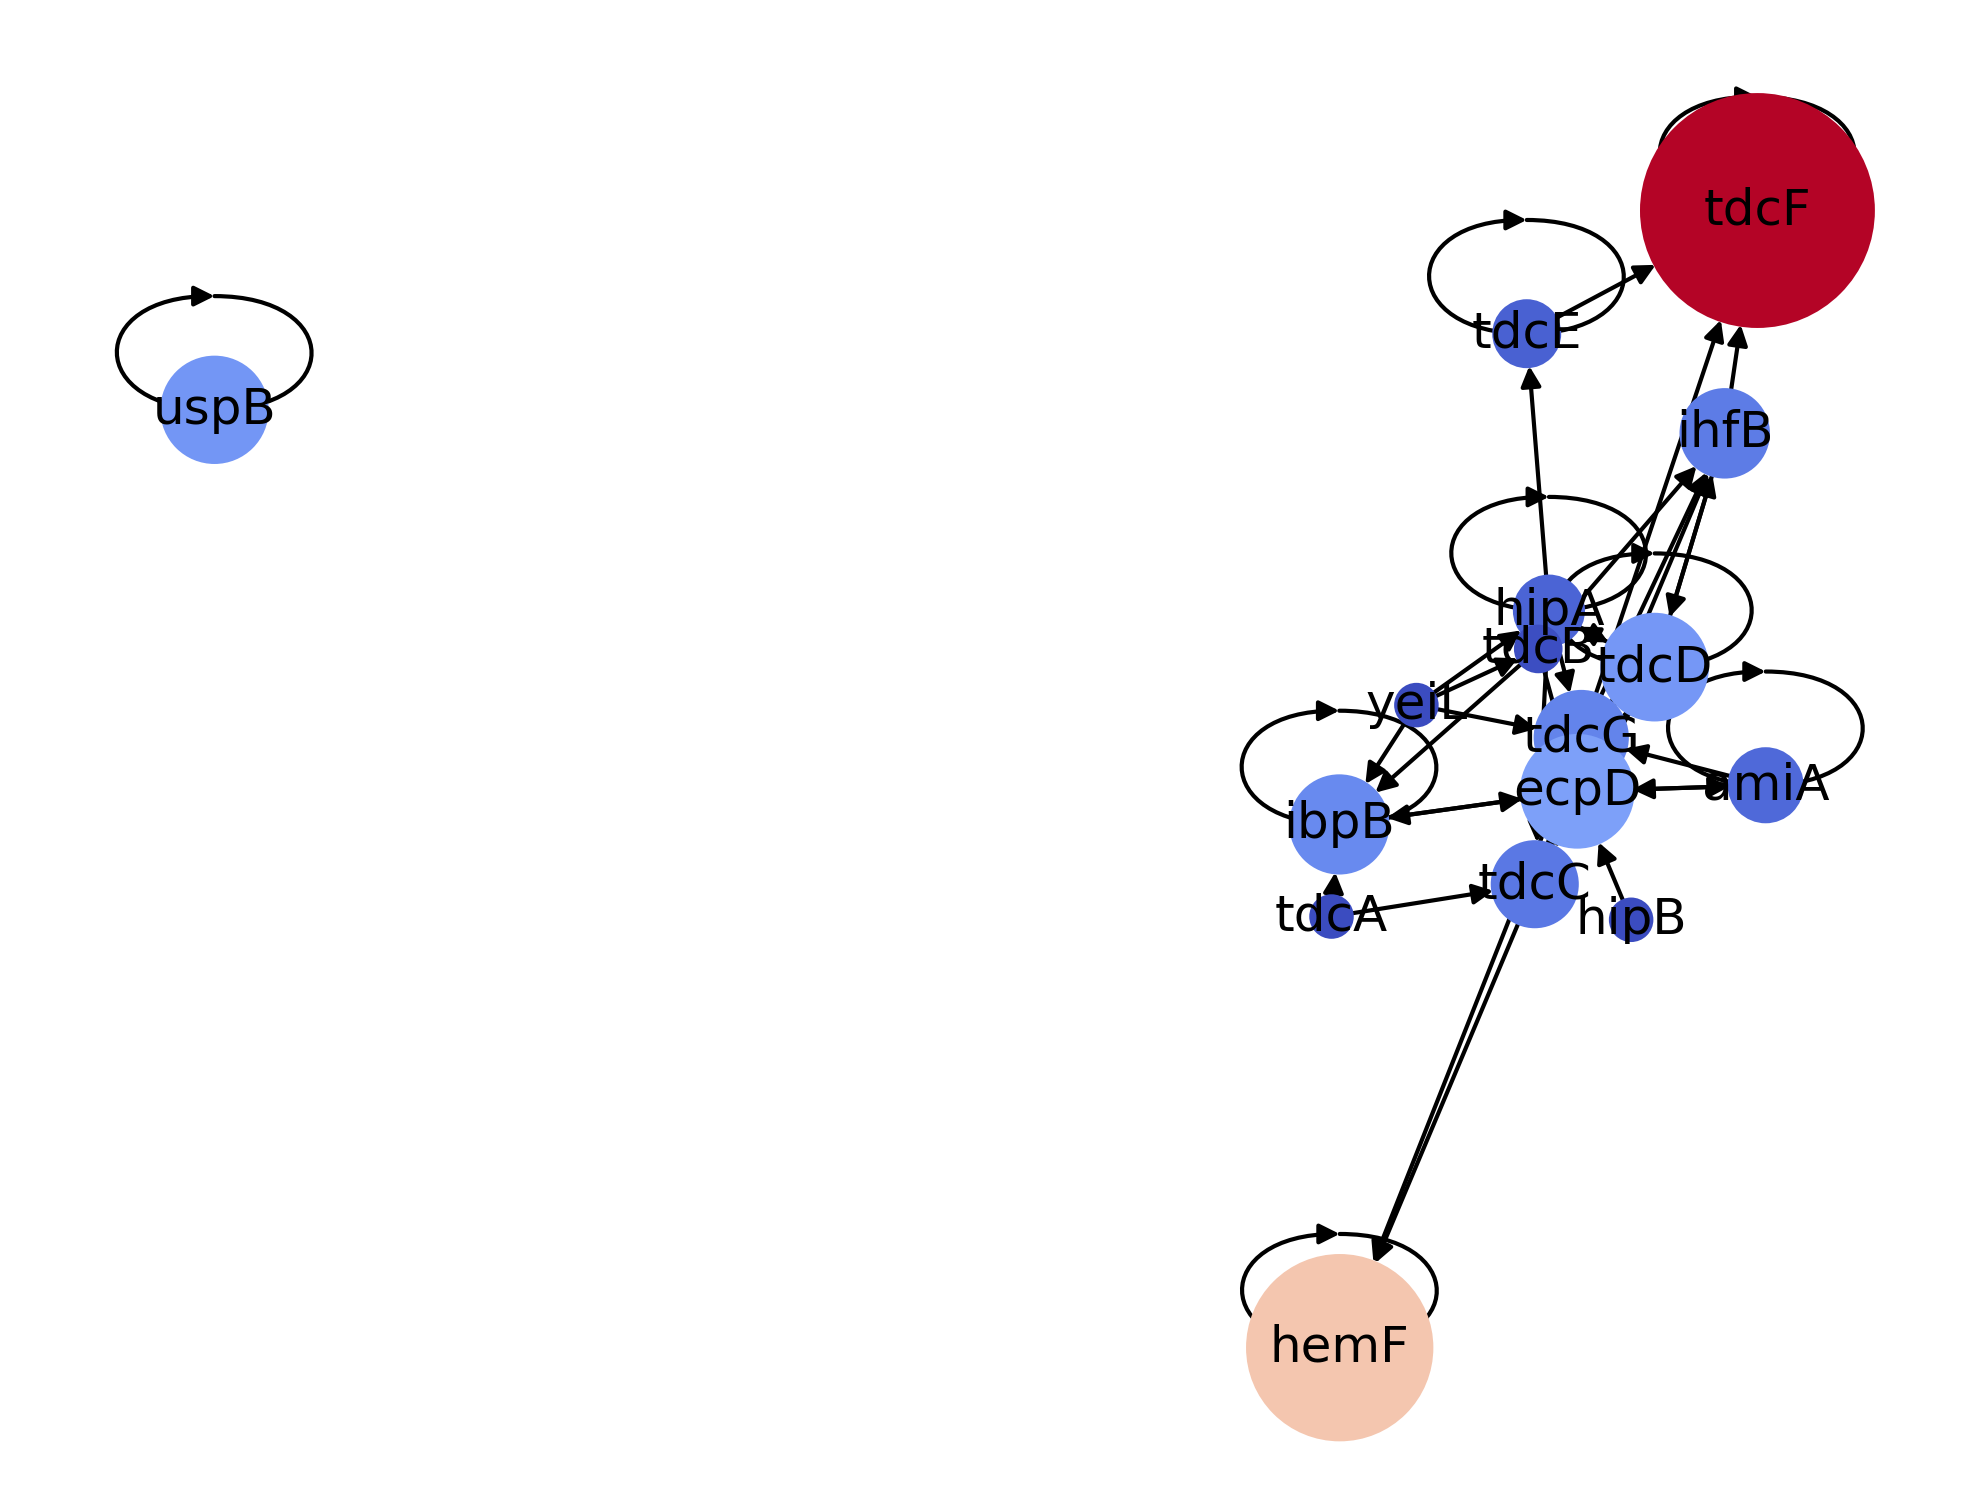 tdcF
tdcE
uspB
ihfB
hipA
tdcB
tdcD
yeiL
tdcG
ecpD
amiA
ibpB
tdcC
tdcA
hipB
hemF